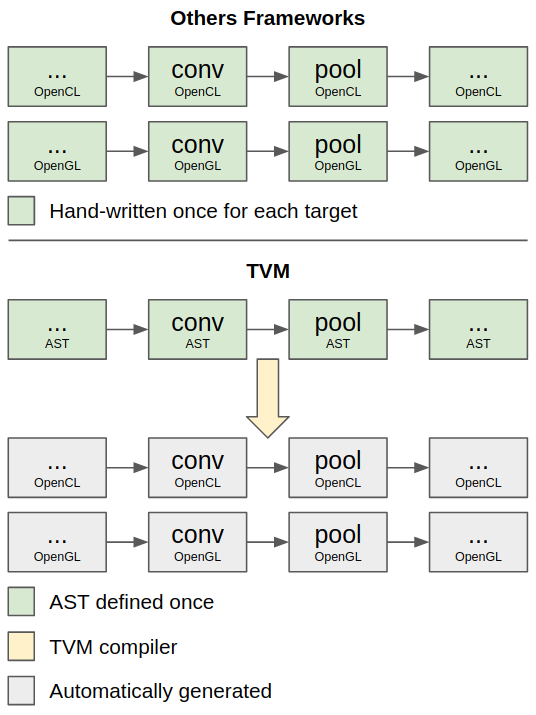 Others Frameworks
... conv pool ...
OpenCL OpenCL OpenCL OpenCL
... conv pool ...
OpenGL OpenGL OpenGL OpenGL
Hand-written once for each target
TVM
... conv pool ...
AST AST AST AST
... conv pool ...
OpenCL OpenCL OpenCL OpenCL
... conv pool ...
OpenGL OpenGL OpenGL OpenGL
AST defined once
TVM compiler
Automatically generated